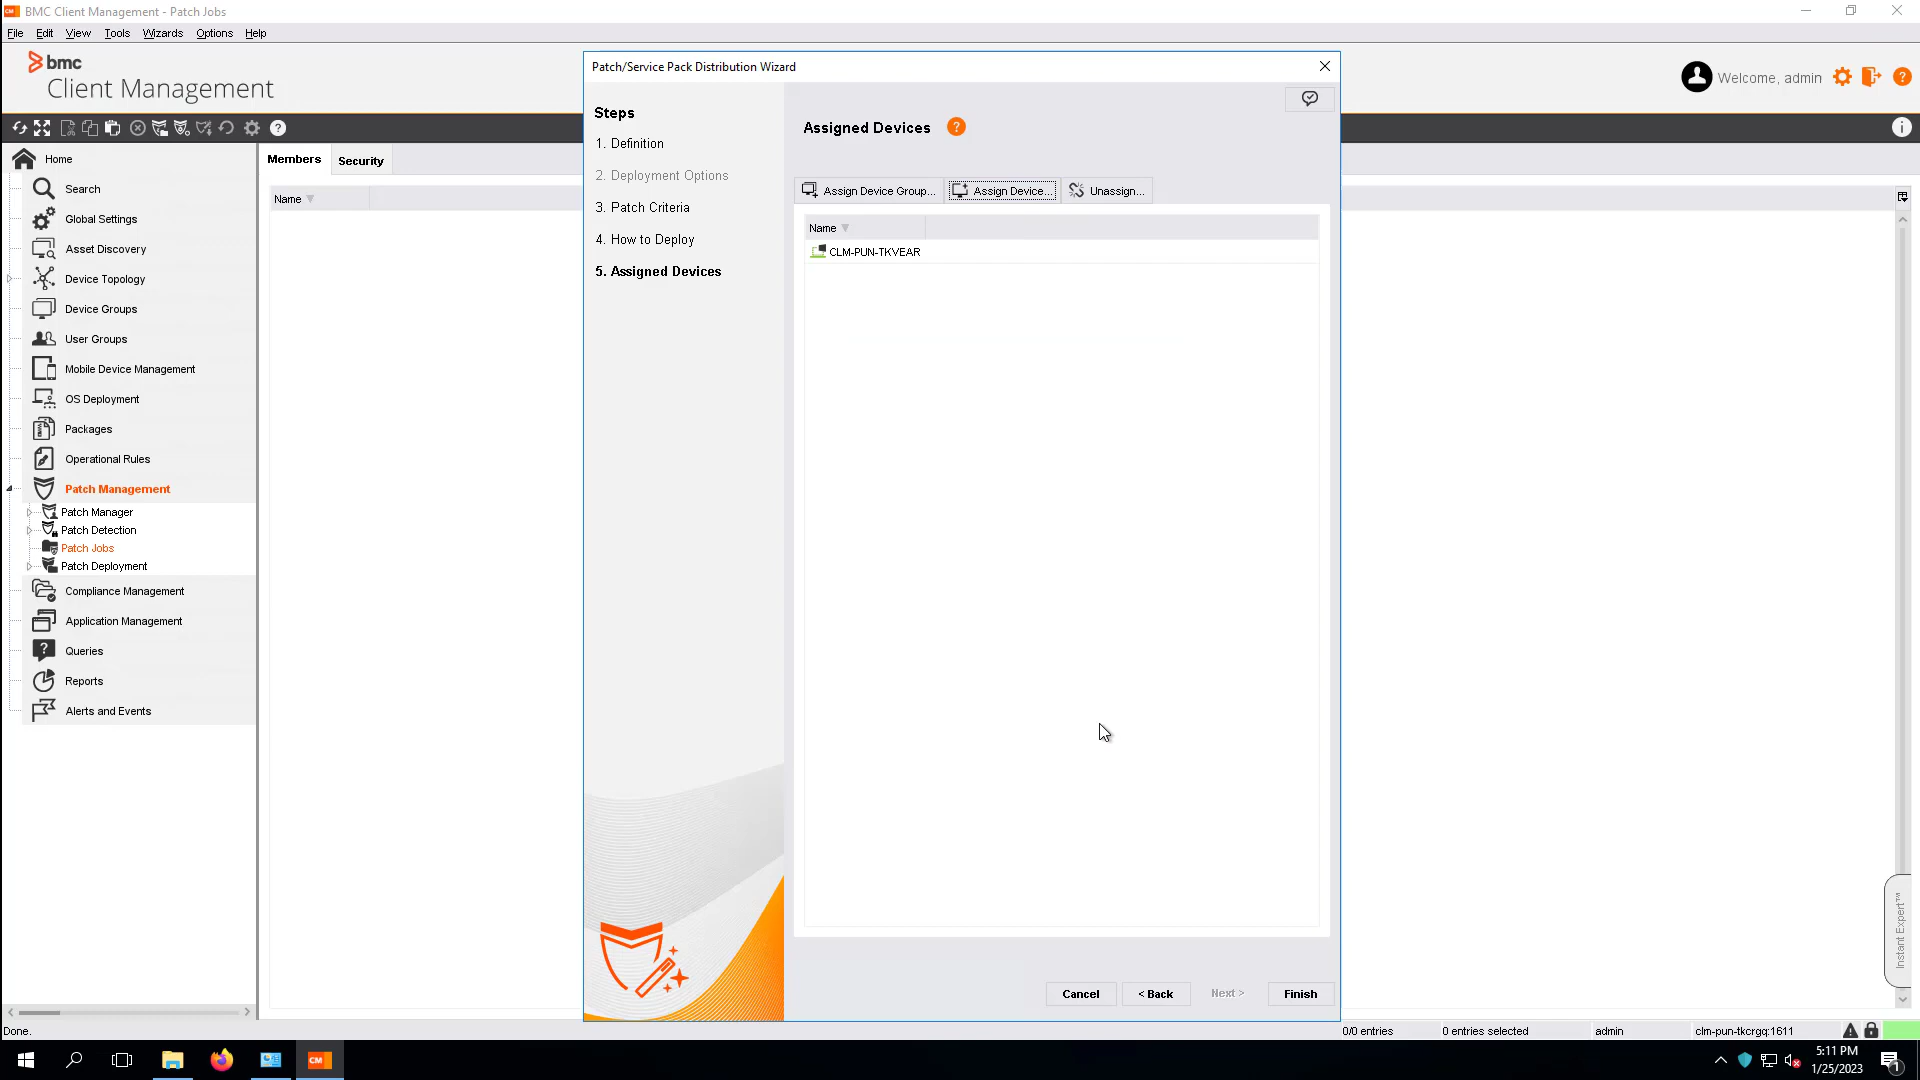 BMC Client Management - Patch Jobs
File Edit View Tools Wizards Options Help
bmc
Client Management
Welcome, admin
Home
Search
Global Settings
Asset Discovery
Device Topology
Device Groups
User Groups
Mobile Device Management
OS Deployment
Packages
Operational Rules
Patch Management
Patch Manager
Patch Detection
Patch Jobs
Patch Deployment
Compliance Management
Application Management
Queries
Reports
Alerts and Events
Members Security
Name
Patch/Service Pack Distribution Wizard
Steps
1. Definition
2. Deployment Options
3. Patch Criteria
4. How to Deploy
5. Assigned Devices
Assigned Devices ?
Assign Device Group... Assign Device... Unassign...
Name
CLM-PUN-TKVEAR
Cancel < Back Next > Finish
Instant Expert™
Done.
0/0 entries 0 entries selected admin clm-pun-tkcrgq:1611
CM
5:11 PM
1/25/2023
1